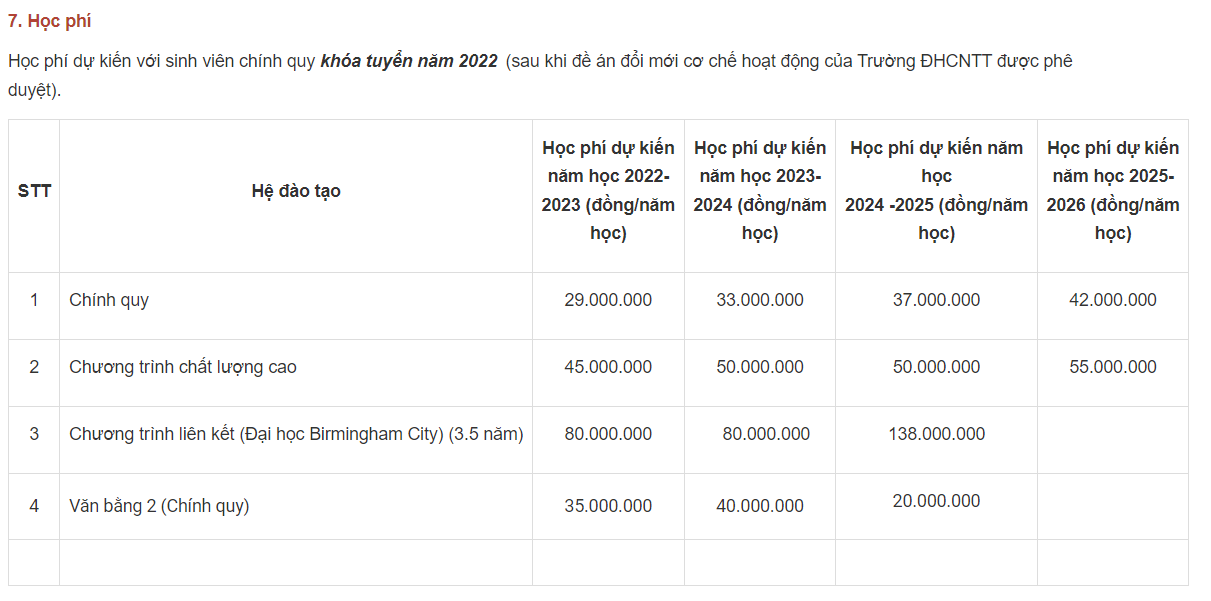 7. Học phí
Học phí dự kiến với sinh viên chính quy khóa tuyển năm 2022 (sau khi đề án đổi mới cơ chế hoạt động của Trường ĐHCNTT được phê
duyệt).
STT
Hệ đào tạo
Học phí dự kiến
năm học 2022-
2023 (đồng/năm
học)
Học phí dự kiến
năm học 2023-
2024 (đồng/năm
học)
Học phí dự kiến năm
học
2024 -2025 (đồng/năm
học)
Học phí dự kiến
năm học 2025-
2026 (đồng/năm
học)
1 Chính quy 29.000.000 33.000.000 37.000.000 42.000.000
2 Chương trình chất lượng cao 45.000.000 50.000.000 50.000.000 55.000.000
3 Chương trình liên kết (Đại học Birmingham City) (3.5 năm) 80.000.000 80.000.000 138.000.000
4 Văn bằng 2 (Chính quy) 35.000.000 40.000.000 20.000.000